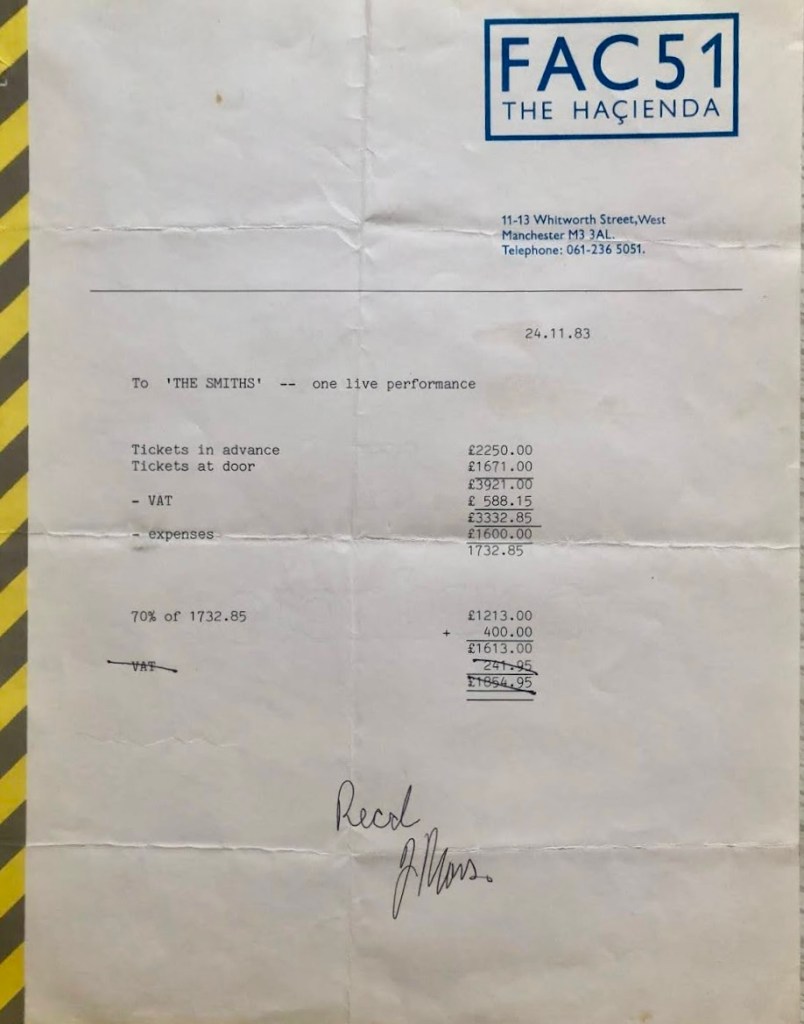 FAC 51
THE HAÇIENDA
11-13 Whitworth Street,West
Manchester M3 3AL.
Telephone: 061-236 5051.
24.11.83
To 'THE SMITHS' -- one live performance
Tickets in advance £2250.00
Tickets at door £1671.00
£3921.00
- VAT £ 588.15
£3332.85
- expenses £1600.00
1732.85
70% of 1732.85 £1213.00
+ 400.00
£1613.00
VAT 241.95
£1854.95
Recd